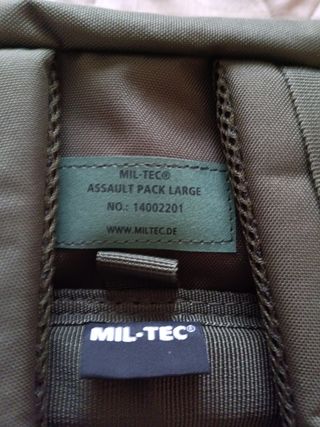 MIL-TEC®
ASSAULT PACK LARGE
NO.: 14002201
WWW.MILTEC.DE
MIL-TEC®